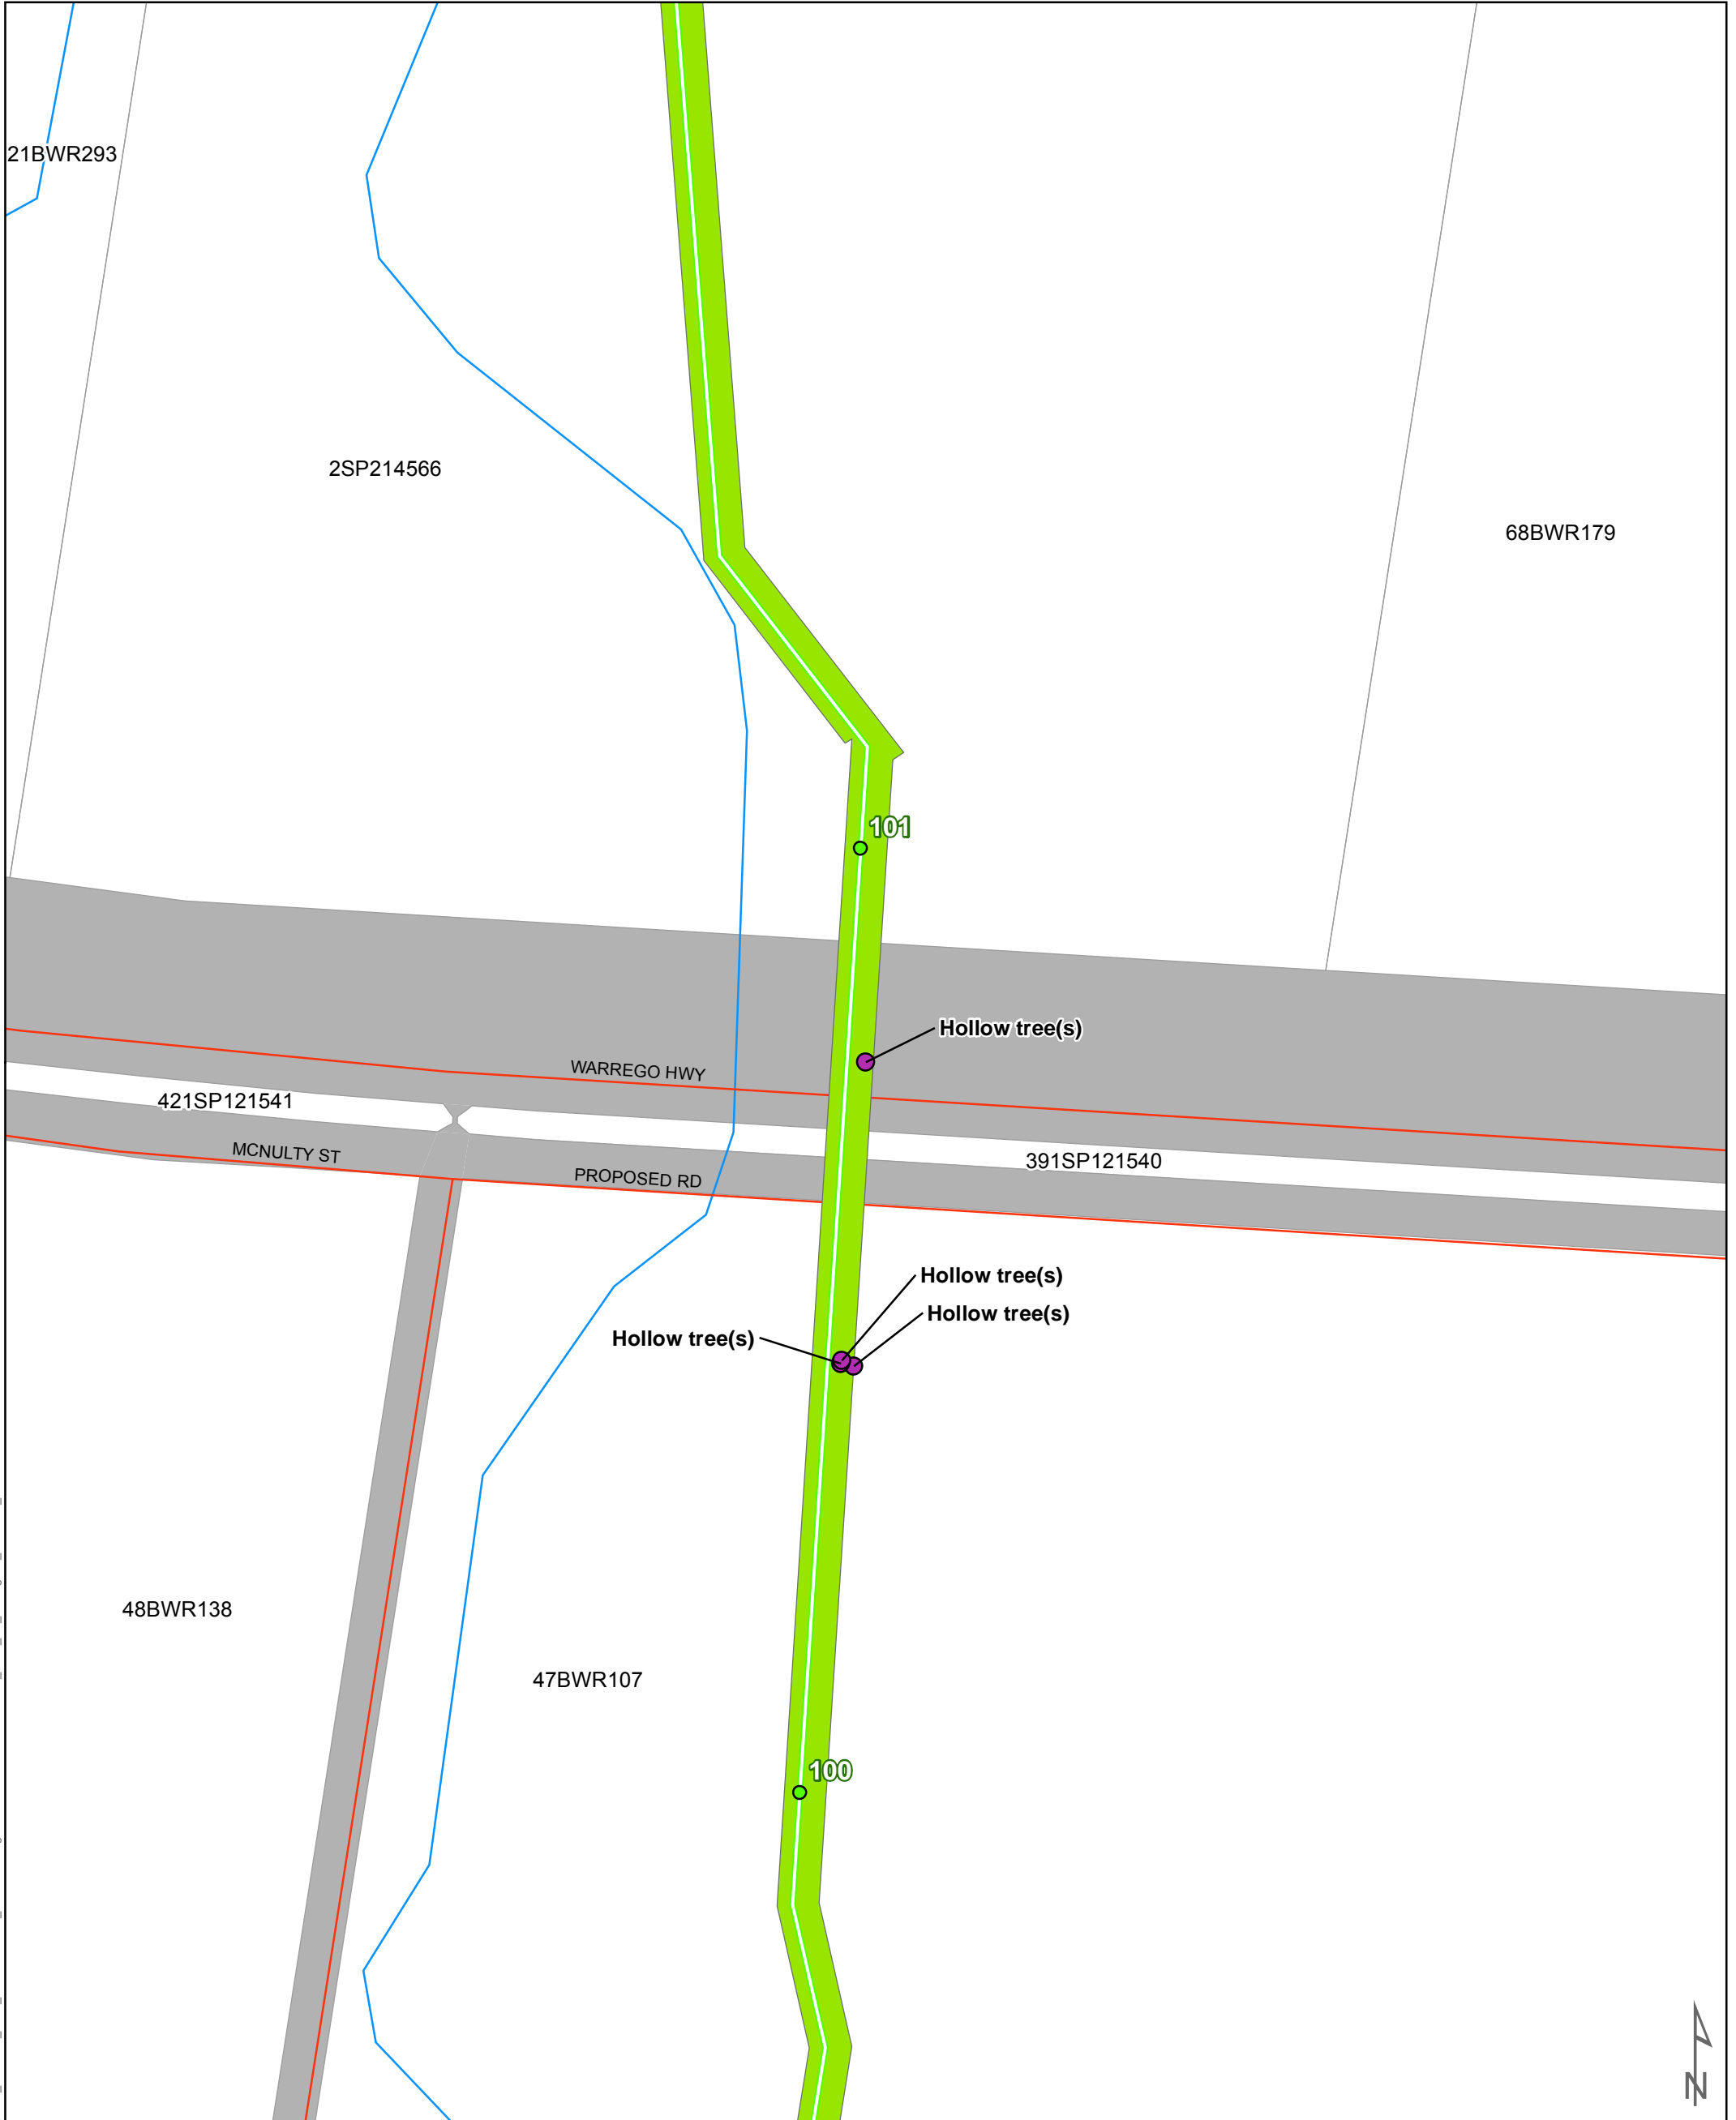 21BWR293
2SP214566
68BWR179
101
Hollow tree(s)
WARREGO HWY
421SP121541
MCNULTY ST
391SP121540
PROPOSED RD
Hollow tree(s)
Hollow tree(s)
Hollow tree(s)
48BWR138
47BWR107
100
N